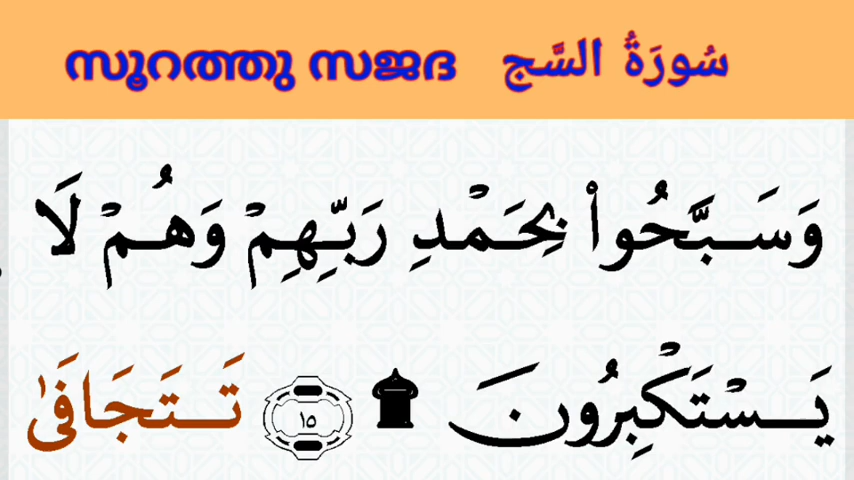 സൂറത്തു സജദ سُورَةُ السَّج
وَسَبَّحُوا۟ بِحَمْدِ رَبِّهِمْ وَهُمْ لَا
يَسْتَكْبِرُونَ ۩ ١٥ تَتَجَافَىٰ